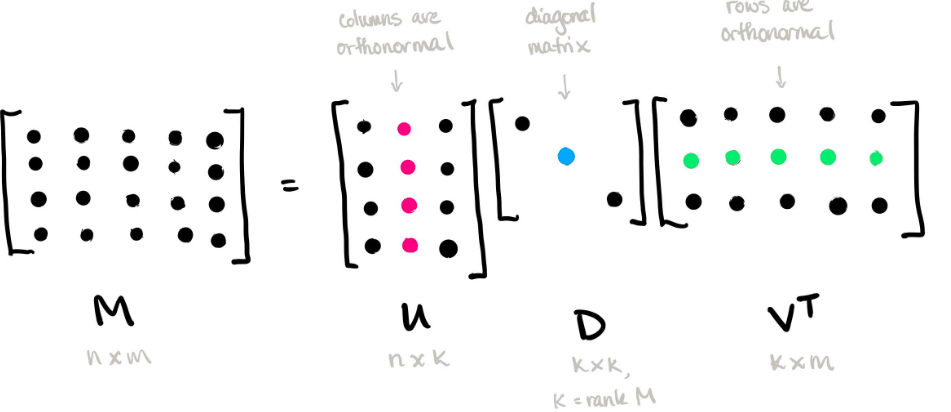 columns are
orthonormal
diagonal
matrix
rows are
orthonormal
=
M
n x m
U
n x k
D
k x k,
k = rank M
V^T
k x m